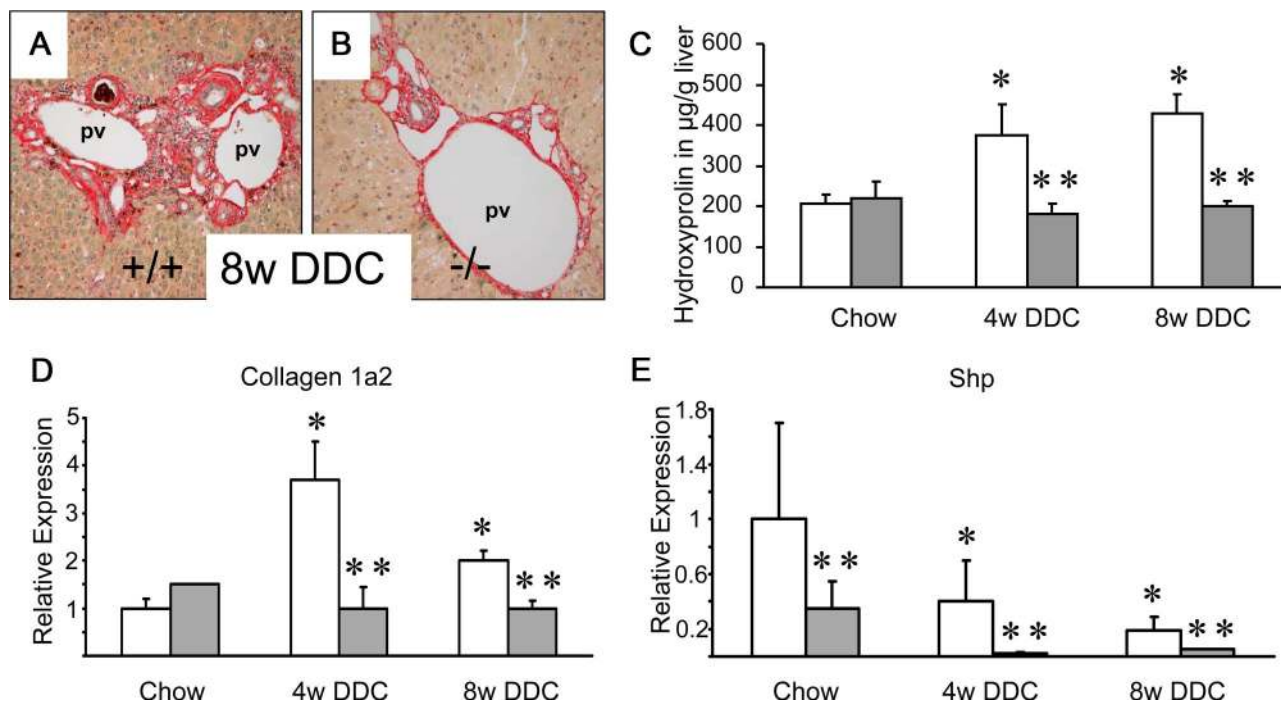 A
B
pv
pv
pv
+/+
8w DDC
-/-
C
Hydroxyprolin in µg/g liver
600
500
400
300
200
100
0
*
**
*
**
Chow
4w DDC
8w DDC
D
Collagen 1a2
Relative Expression
5
4
3
2
1
*
**
*
**
Chow
4w DDC
8w DDC
E
Shp
Relative Expression
1.8
1.4
1
0.6
0.2
**
*
**
*
**
Chow
4w DDC
8w DDC